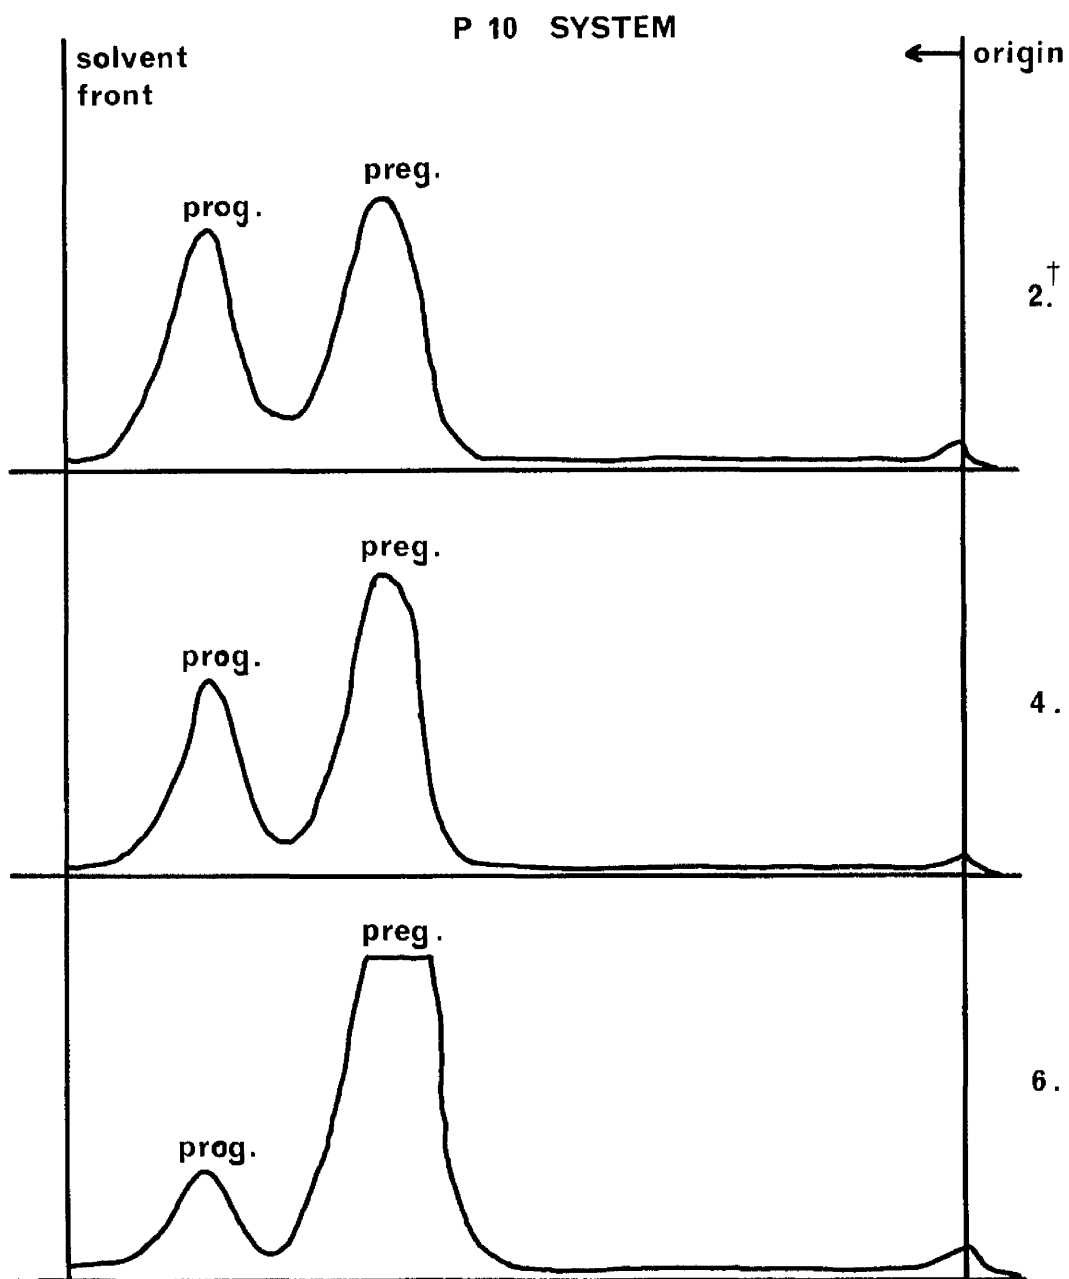 P 10 SYSTEM
solvent
front
origin
prog.
preg.
2.†
preg.
prog.
4.
preg.
prog.
6.